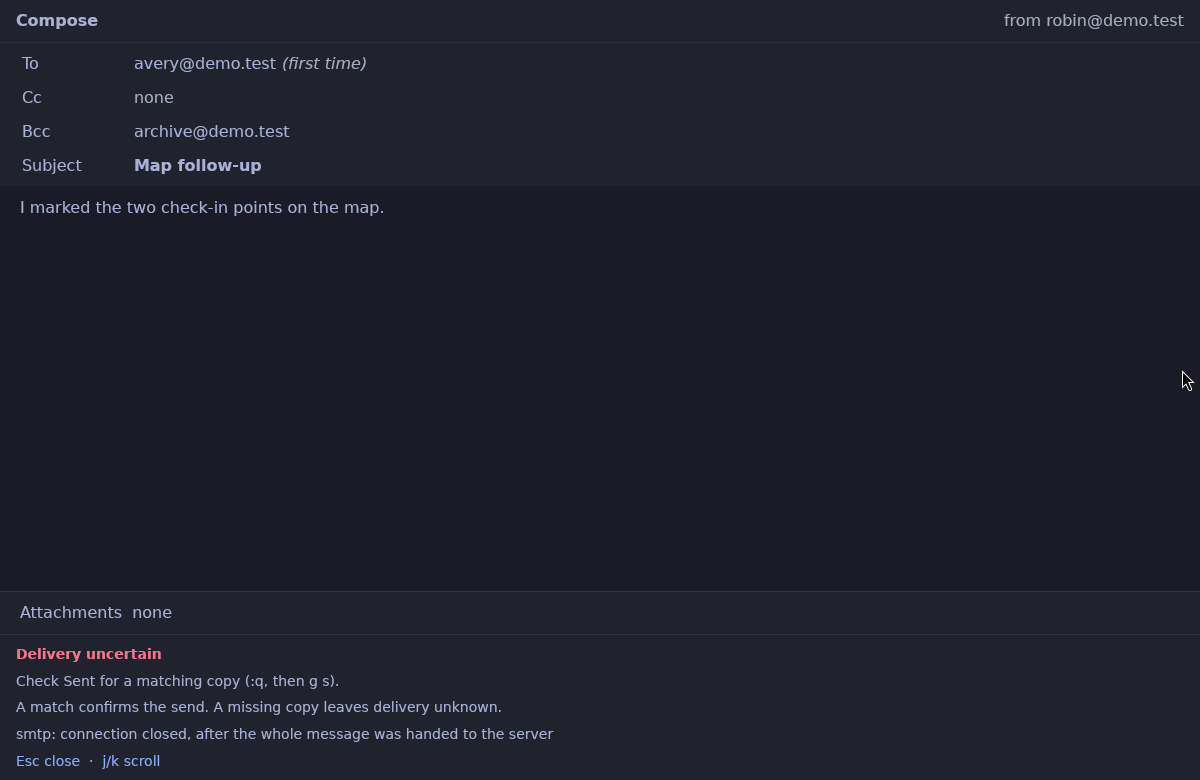 Compose from robin@demo.test
To avery@demo.test (first time)
Cc none
Bcc archive@demo.test
Subject Map follow-up
I marked the two check-in points on the map.
Attachments none
Delivery uncertain
Check Sent for a matching copy (:q, then g s).
A match confirms the send. A missing copy leaves delivery unknown.
smtp: connection closed, after the whole message was handed to the server
Esc close · j/k scroll